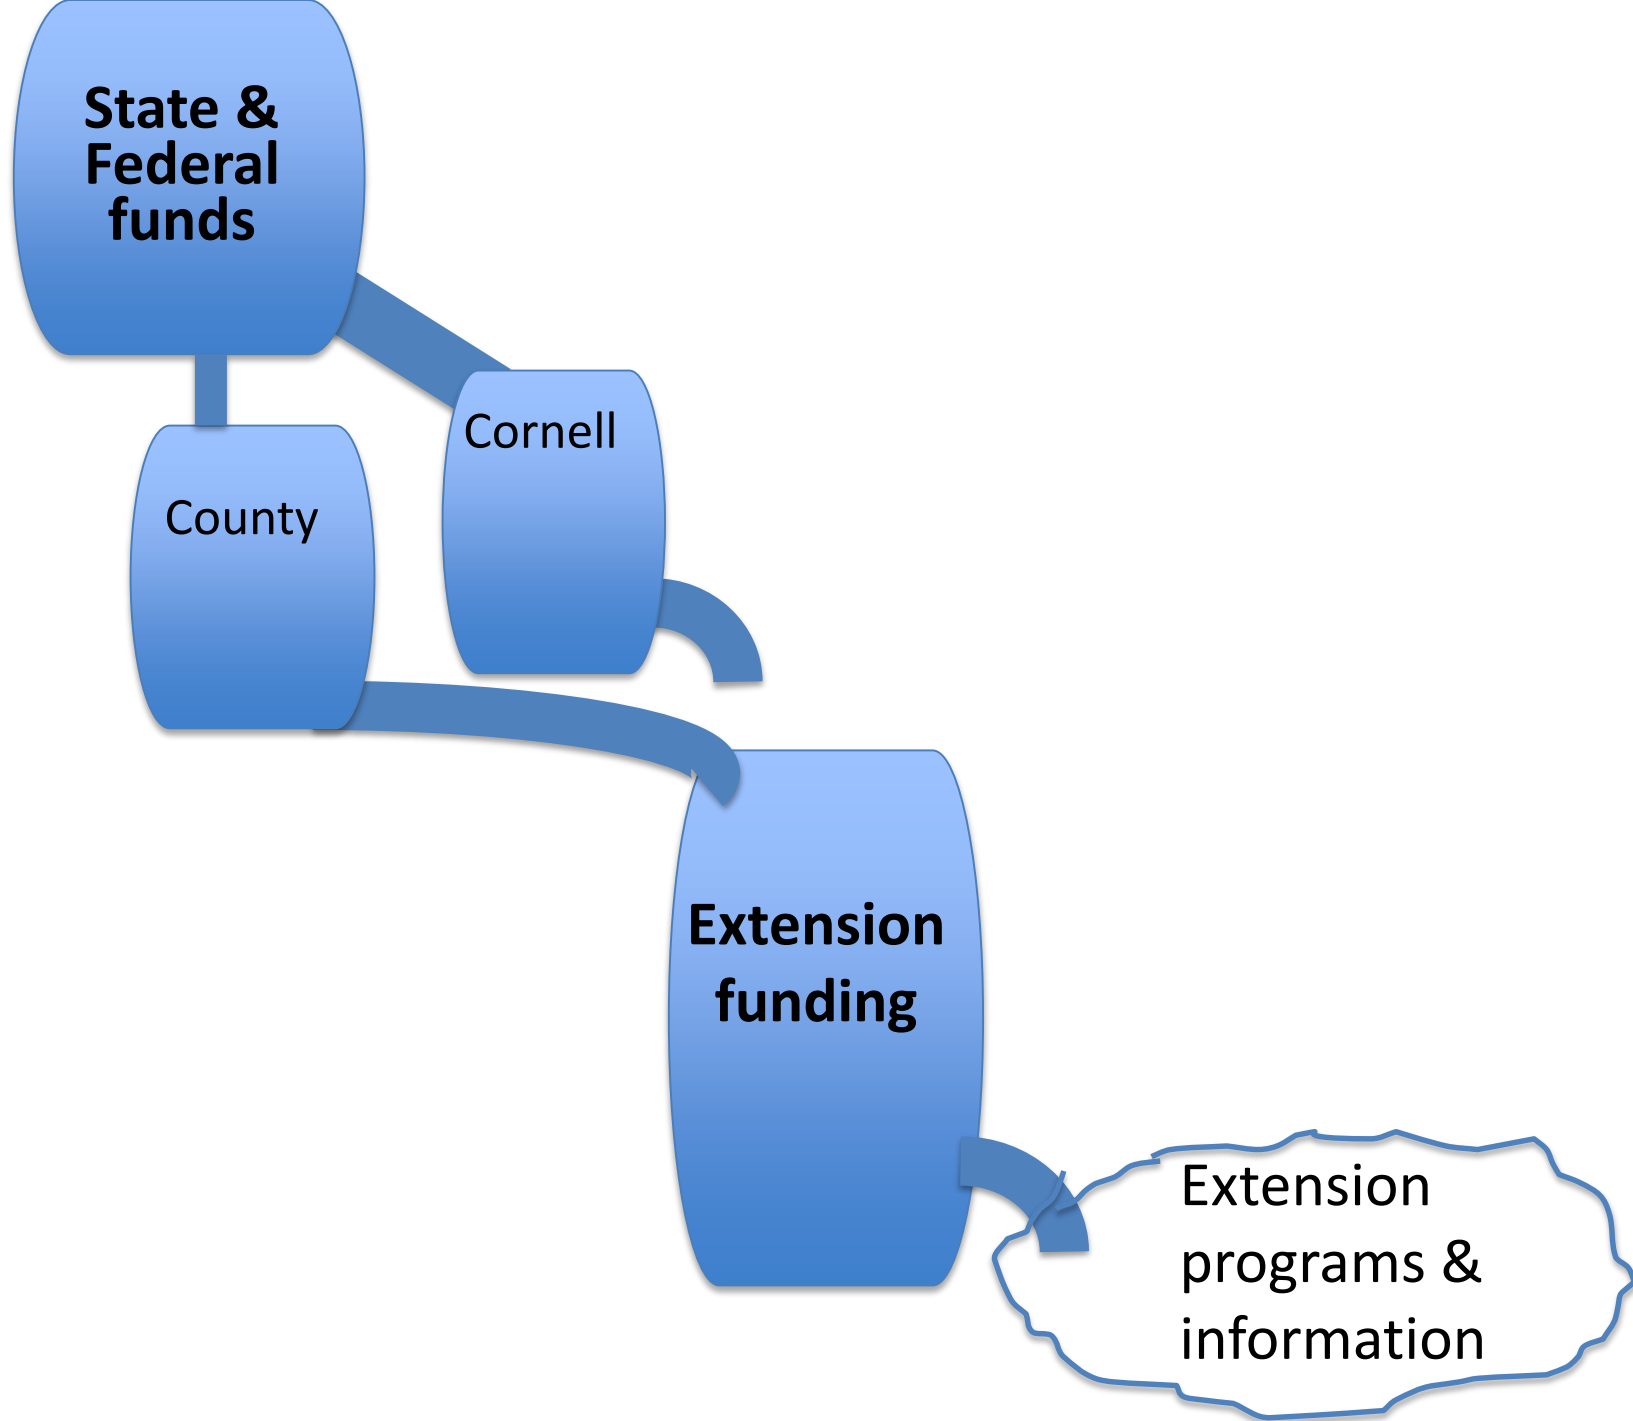 State &
Federal
funds
Cornell
County
Extension
funding
Extension
programs &
information